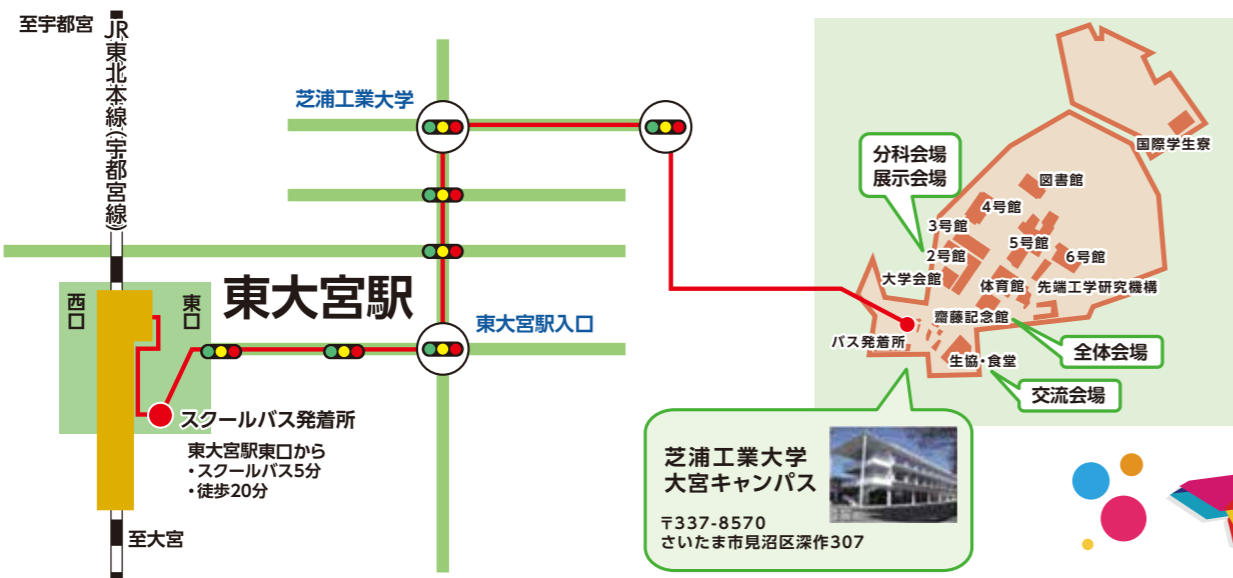 至宇都宮
JR東北本線(宇都宮線)
芝浦工業大学
東大宮駅
西口
東口
東大宮駅入口
スクールバス発着所
東大宮駅東口から
・スクールバス5分
・徒歩20分
至大宮
国際学生寮
分科会場
展示会場
図書館
4号館
3号館
5号館
2号館
6号館
大学会館
体育館
先端工学研究機構
齋藤記念館
バス発着所
全体会場
生協・食堂
交流会場
芝浦工業大学
大宮キャンパス
〒337-8570
さいたま市見沼区深作307